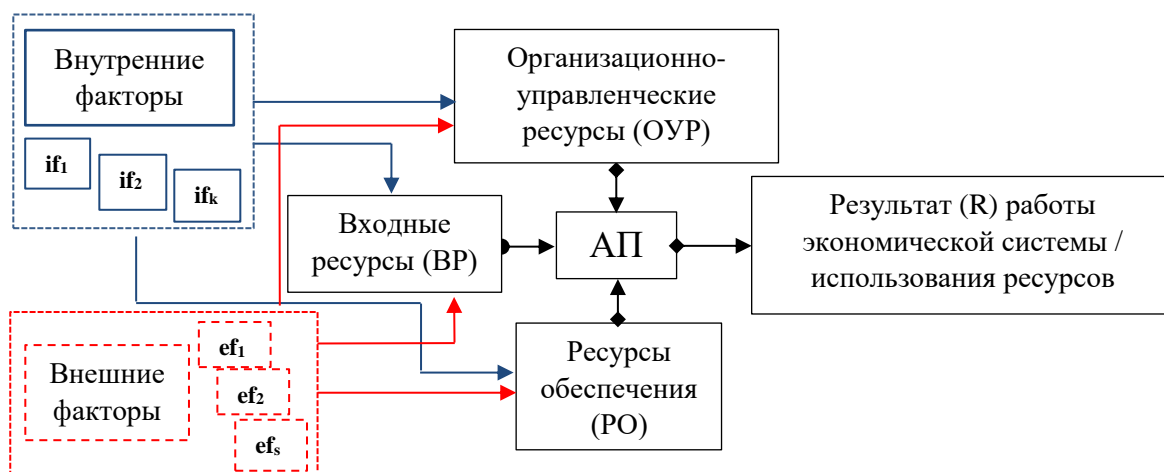 Внутренние
факторы
if1
if2
ifk
Организационно-
управленческие
ресурсы (ОУР)
Входные
ресурсы (ВР)
АП
Результат (R) работы
экономической системы /
использования ресурсов
Внешние
факторы
ef1
ef2
efs
Ресурсы
обеспечения
(РО)